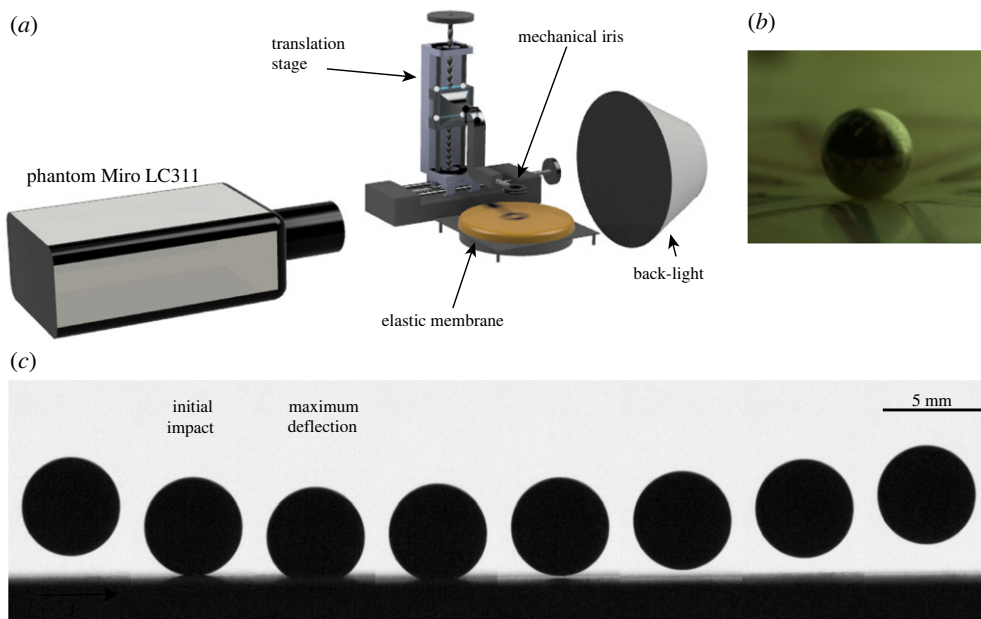 (a)
(b)
translation
stage
mechanical iris
phantom Miro LC311
back-light
elastic membrane
(c)
initial
impact
maximum
deflection
5 mm